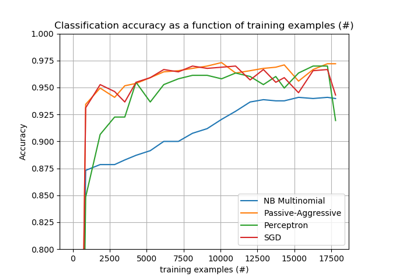 Classification accuracy as a function of training examples (#)
1.000
0.975
0.950
0.925
0.900
0.875
0.850
0.825
0.800
Accuracy
NB Multinomial
Passive-Aggressive
Perceptron
SGD
0 2500 5000 7500 10000 12500 15000 17500
training examples (#)